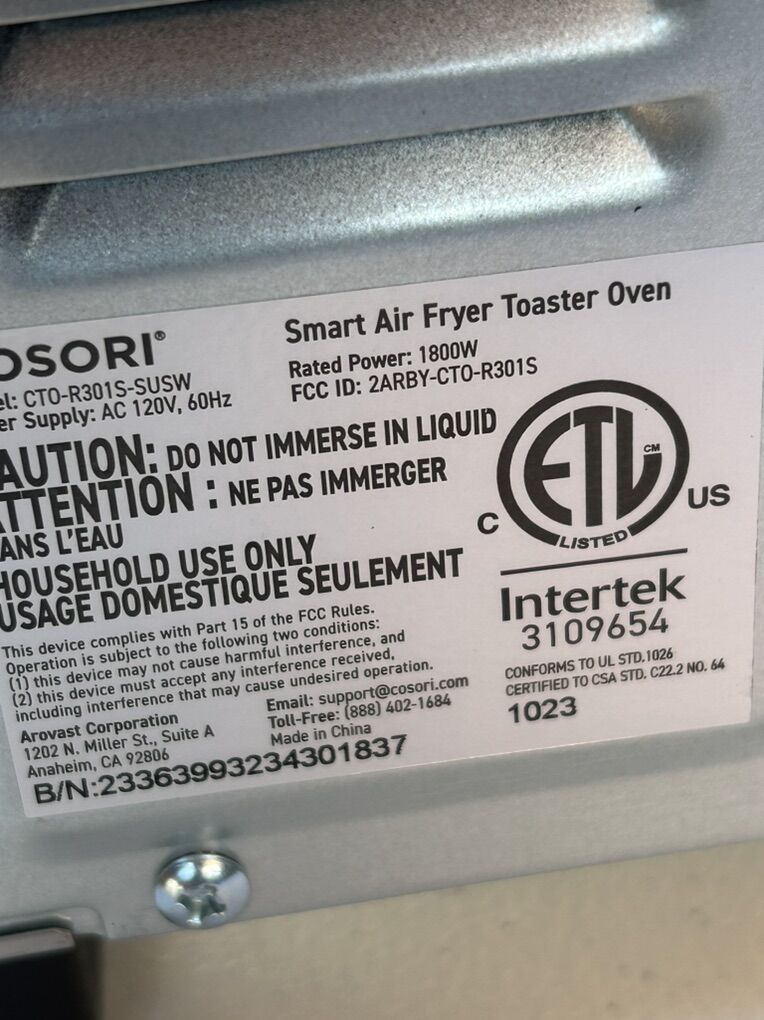 OSORI®
Smart Air Fryer Toaster Oven
el: CTO-R301S-SUSW
Rated Power: 1800W
er Supply: AC 120V, 60Hz
FCC ID: 2ARBY-CTO-R301S
AUTION: DO NOT IMMERSE IN LIQUID
ATTENTION : NE PAS IMMERGER
ANS L'EAU
HOUSEHOLD USE ONLY
USAGE DOMESTIQUE SEULEMENT
C ETL CM US
LISTED
Intertek
3109654
CONFORMS TO UL STD.1026
CERTIFIED TO CSA STD. C22.2 NO. 64
1023
This device complies with Part 15 of the FCC Rules.
Operation is subject to the following two conditions:
(1) this device may not cause harmful interference, and
(2) this device must accept any interference received,
including interference that may cause undesired operation.
Arovast Corporation
1202 N. Miller St., Suite A
Anaheim, CA 92806
Email: support@cosori.com
Toll-Free: (888) 402-1684
Made in China
B/N:23363993234301837